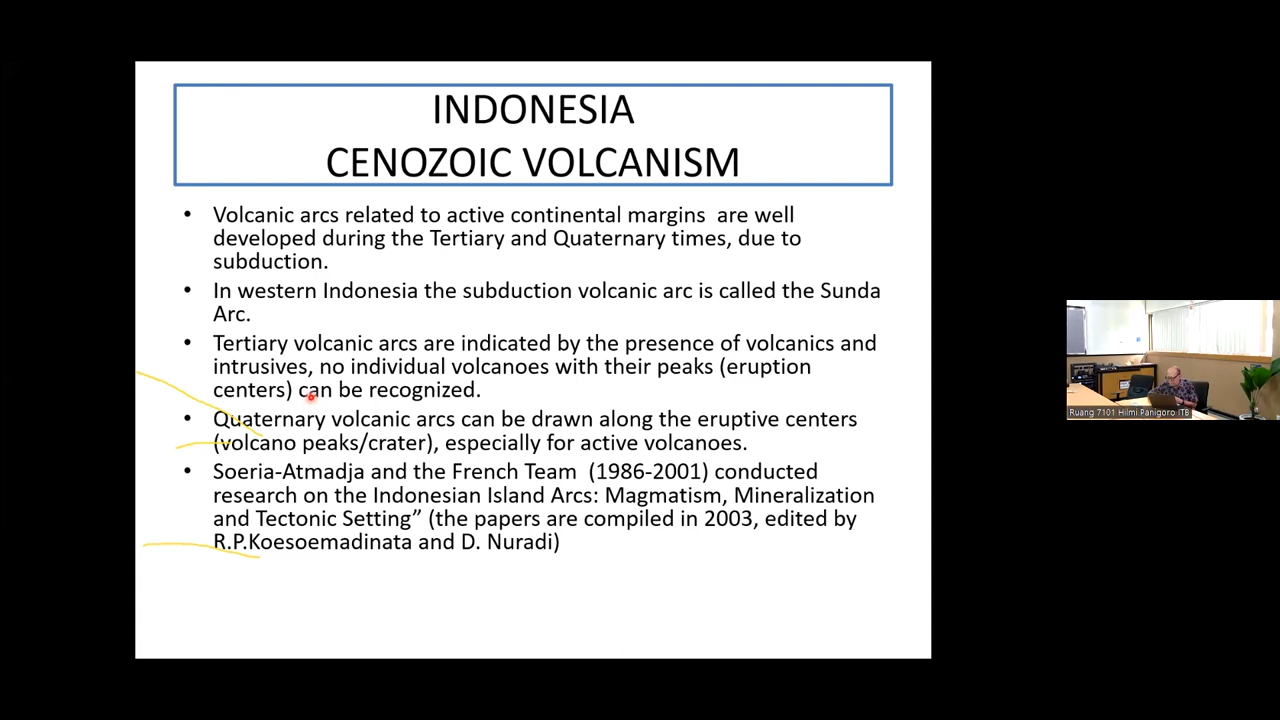 INDONESIA
CENOZOIC VOLCANISM
• Volcanic arcs related to active continental margins are well
developed during the Tertiary and Quaternary times, due to
subduction.
• In western Indonesia the subduction volcanic arc is called the Sunda
Arc.
• Tertiary volcanic arcs are indicated by the presence of volcanics and
intrusives, no individual volcanoes with their peaks (eruption
centers) can be recognized.
• Quaternary volcanic arcs can be drawn along the eruptive centers
(volcano peaks/crater), especially for active volcanoes.
• Soeria-Atmadja and the French Team (1986-2001) conducted
research on the Indonesian Island Arcs: Magmatism, Mineralization
and Tectonic Setting” (the papers are compiled in 2003, edited by
R.P.Koesoemadinata and D. Nuradi)
Ruang 7101 Hilmi Panigoro ITB